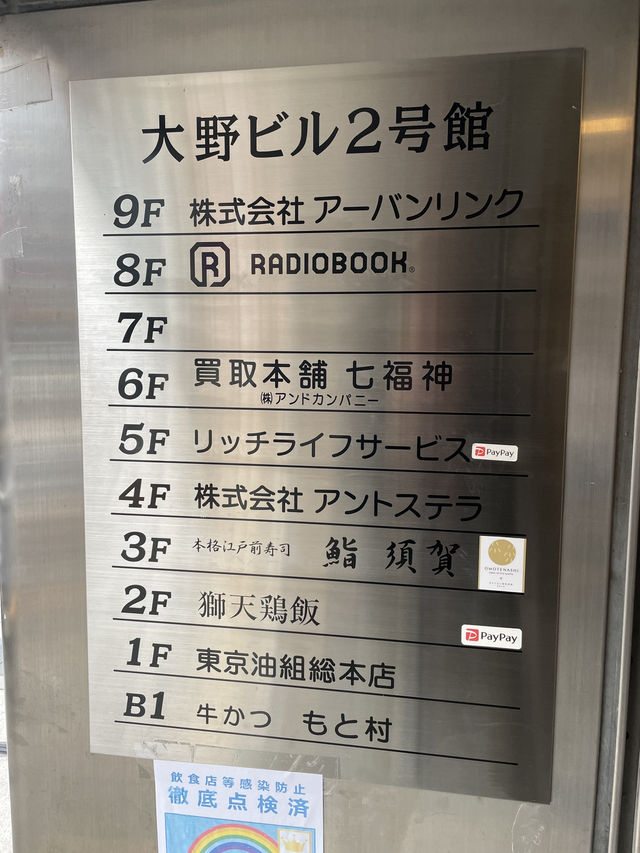 大野ビル2号館
9F 株式会社 アーバンリンク
8F R RADIOBOOK®
7F
6F 買取本舗 七福神
㈱アンドカンパニー
5F リッチライフサービス PayPay
4F 株式会社 アントステラ
3F 本格江戸前寿司 鮨 須賀
OMOTENASHI
2F 獅天鶏飯
PayPay
1F 東京油組総本店
B1 牛かつ もと村
飲食店等感染防止
徹底点検済